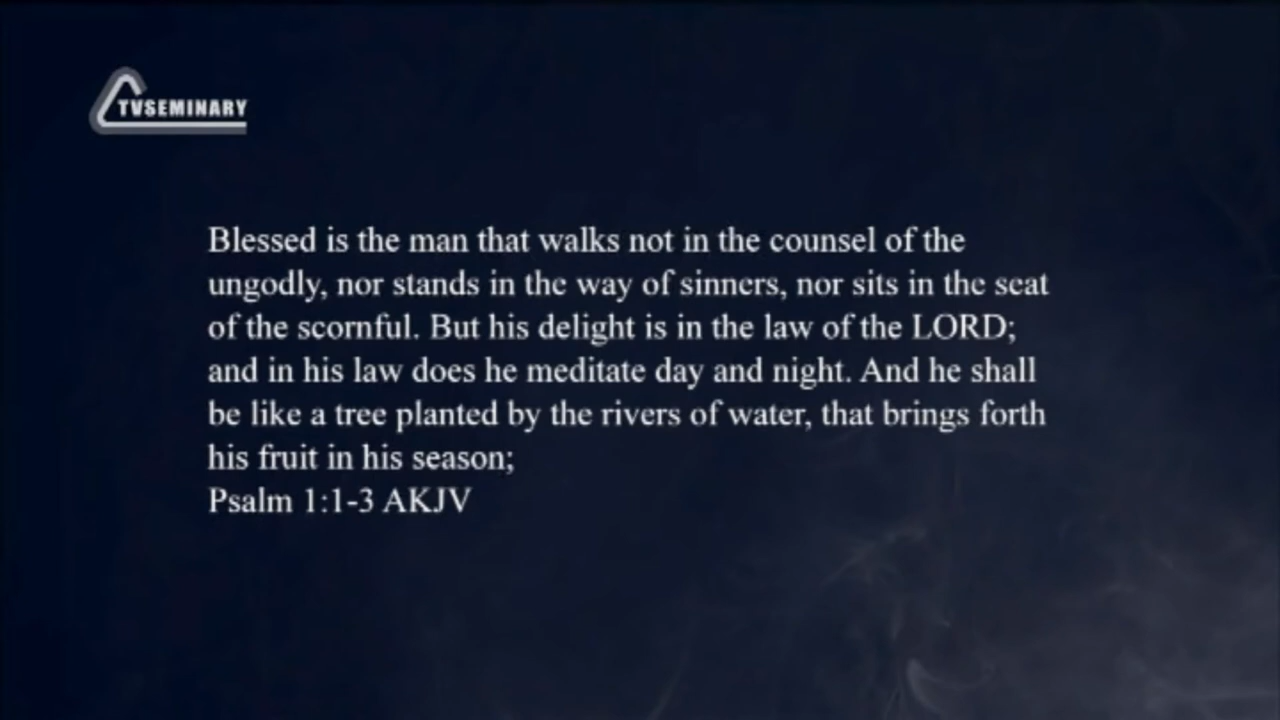 TVSEMINARY
Blessed is the man that walks not in the counsel of the
ungodly, nor stands in the way of sinners, nor sits in the seat
of the scornful. But his delight is in the law of the LORD;
and in his law does he meditate day and night. And he shall
be like a tree planted by the rivers of water, that brings forth
his fruit in his season;
Psalm 1:1-3 AKJV